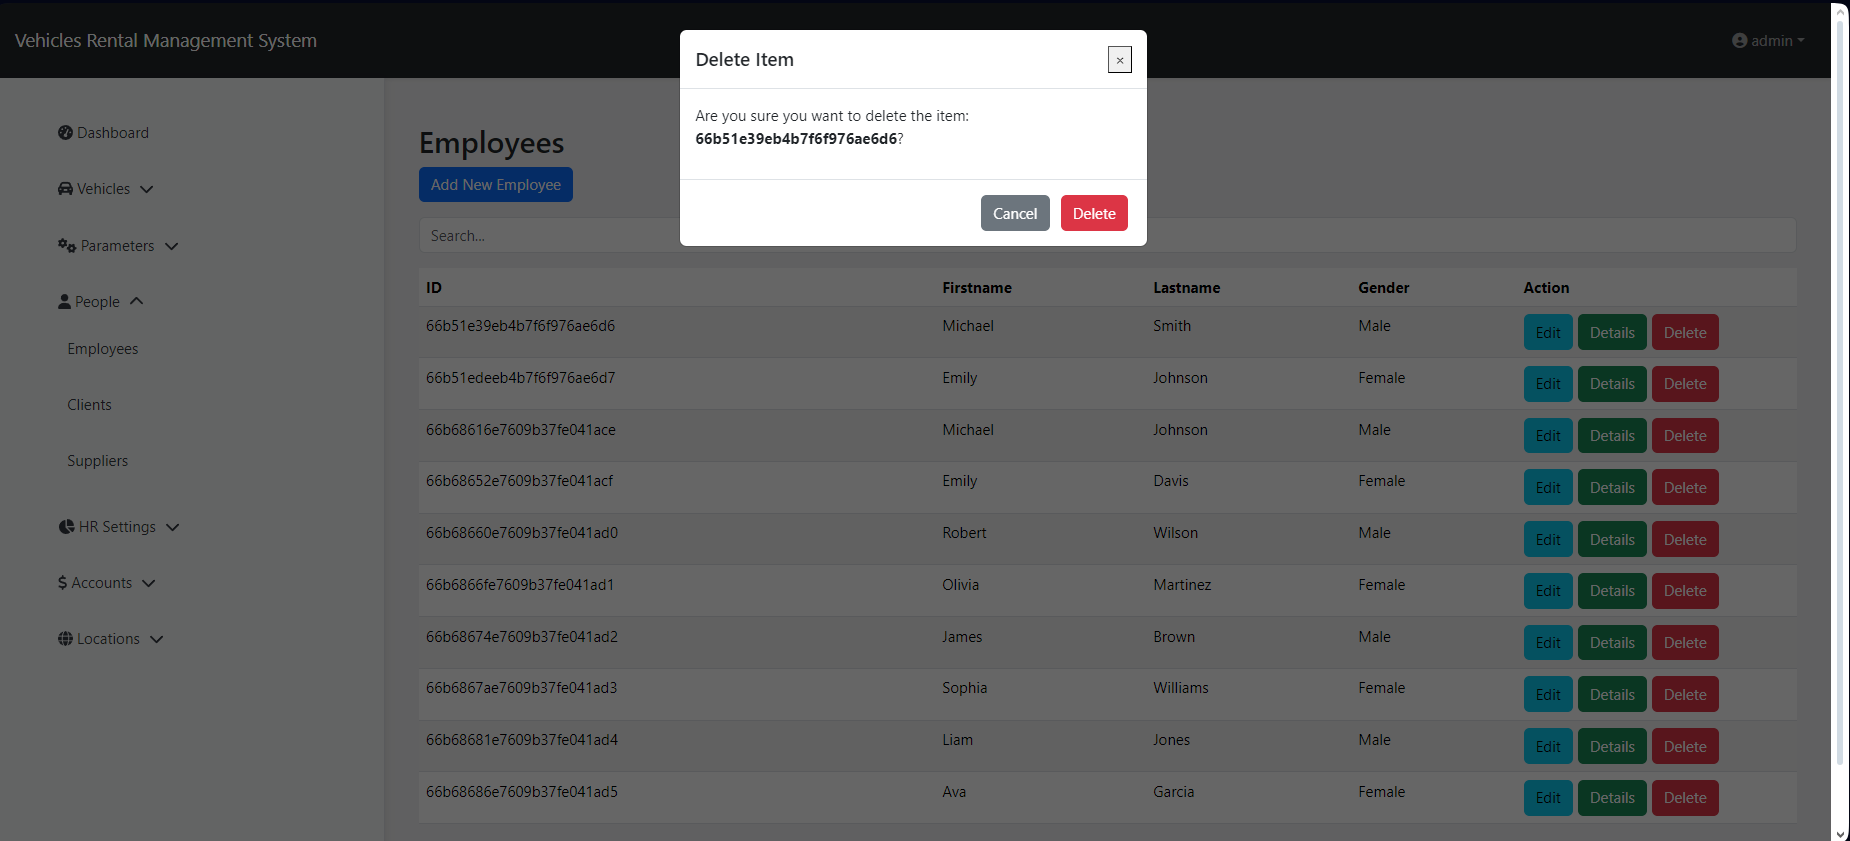 Vehicles Rental Management System
admin
Delete Item
×
Are you sure you want to delete the item:
66b51e39eb4b7f6f976ae6d6?
Cancel Delete
Dashboard
Vehicles
Parameters
People
Employees
Clients
Suppliers
HR Settings
$ Accounts
Locations
Employees
Add New Employee
Search...
ID Firstname Lastname Gender Action
66b51e39eb4b7f6f976ae6d6 Michael Smith Male Edit Details Delete
66b51edeeb4b7f6f976ae6d7 Emily Johnson Female Edit Details Delete
66b68616e7609b37fe041ace Michael Johnson Male Edit Details Delete
66b68652e7609b37fe041acf Emily Davis Female Edit Details Delete
66b68660e7609b37fe041ad0 Robert Wilson Male Edit Details Delete
66b6866fe7609b37fe041ad1 Olivia Martinez Female Edit Details Delete
66b68674e7609b37fe041ad2 James Brown Male Edit Details Delete
66b6867ae7609b37fe041ad3 Sophia Williams Female Edit Details Delete
66b68681e7609b37fe041ad4 Liam Jones Male Edit Details Delete
66b68686e7609b37fe041ad5 Ava Garcia Female Edit Details Delete